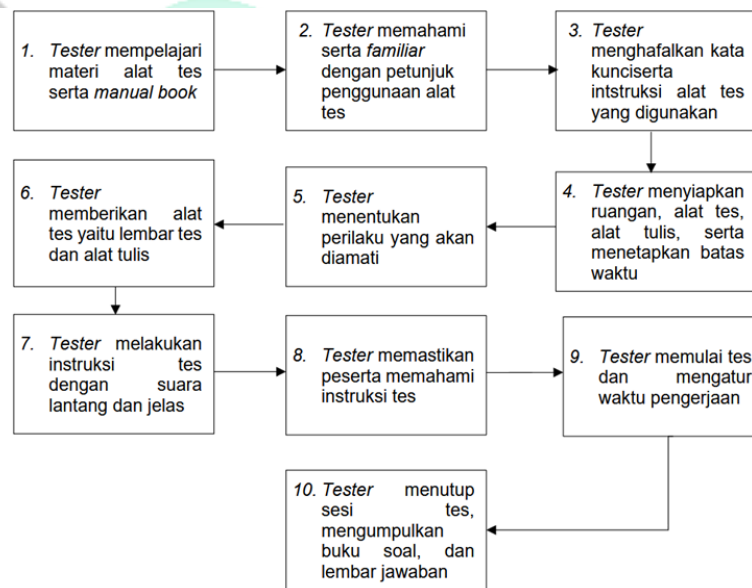 1. Tester mempelajari
materi alat tes
serta manual book
2. Tester memahami
serta familiar
dengan petunjuk
penggunaan alat
tes
3. Tester
menghafalkan kata
kunciserta
intstruksi alat tes
yang digunakan
4. Tester menyiapkan
ruangan, alat tes,
alat tulis, serta
menetapkan batas
waktu
5. Tester
menentukan
perilaku yang akan
diamati
6. Tester
memberikan alat
tes yaitu lembar tes
dan alat tulis
7. Tester melakukan
instruksi tes
dengan suara
lantang dan jelas
8. Tester memastikan
peserta memahami
instruksi tes
9. Tester memulai tes
dan mengatur
waktu pengerjaan
10. Tester menutup
sesi tes,
mengumpulkan
buku soal, dan
lembar jawaban